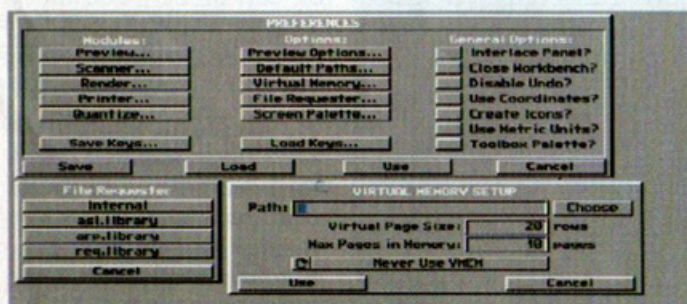 PREFERENCES
Modules:
Options:
General Options:
Preview...
Preview Options...
Interlace Panel?
Scanner...
Default Paths...
Close Workbench?
Render...
Virtual Memory...
Disable Undo?
Printer...
File Requester...
Use Coordinates?
Quantize...
Screen Palette...
Create Icons?
Use Metric Units?
Save Keys...
Load Keys...
Toolbox Palette?
Save
Load
Use
Cancel
File Requester
Internal
asl.library
arp.library
req.library
Cancel
VIRTUAL MEMORY SETUP
Path:
Choose
Virtual Page Size: 20 rows
Max Pages in Memory: 10 pages
Never Use VMEM
Use
Cancel